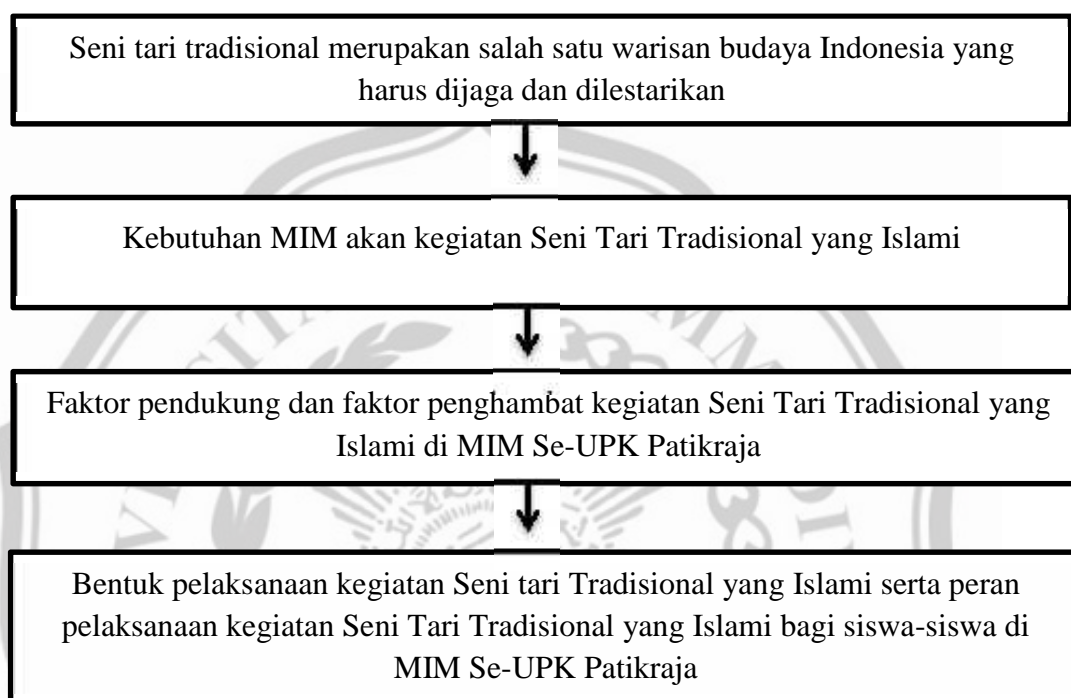 Seni tari tradisional merupakan salah satu warisan budaya Indonesia yang
harus dijaga dan dilestarikan
Kebutuhan MIM akan kegiatan Seni Tari Tradisional yang Islami
Faktor pendukung dan faktor penghambat kegiatan Seni Tari Tradisional yang
Islami di MIM Se-UPK Patikraja
Bentuk pelaksanaan kegiatan Seni tari Tradisional yang Islami serta peran
pelaksanaan kegiatan Seni Tari Tradisional yang Islami bagi siswa-siswa di
MIM Se-UPK Patikraja